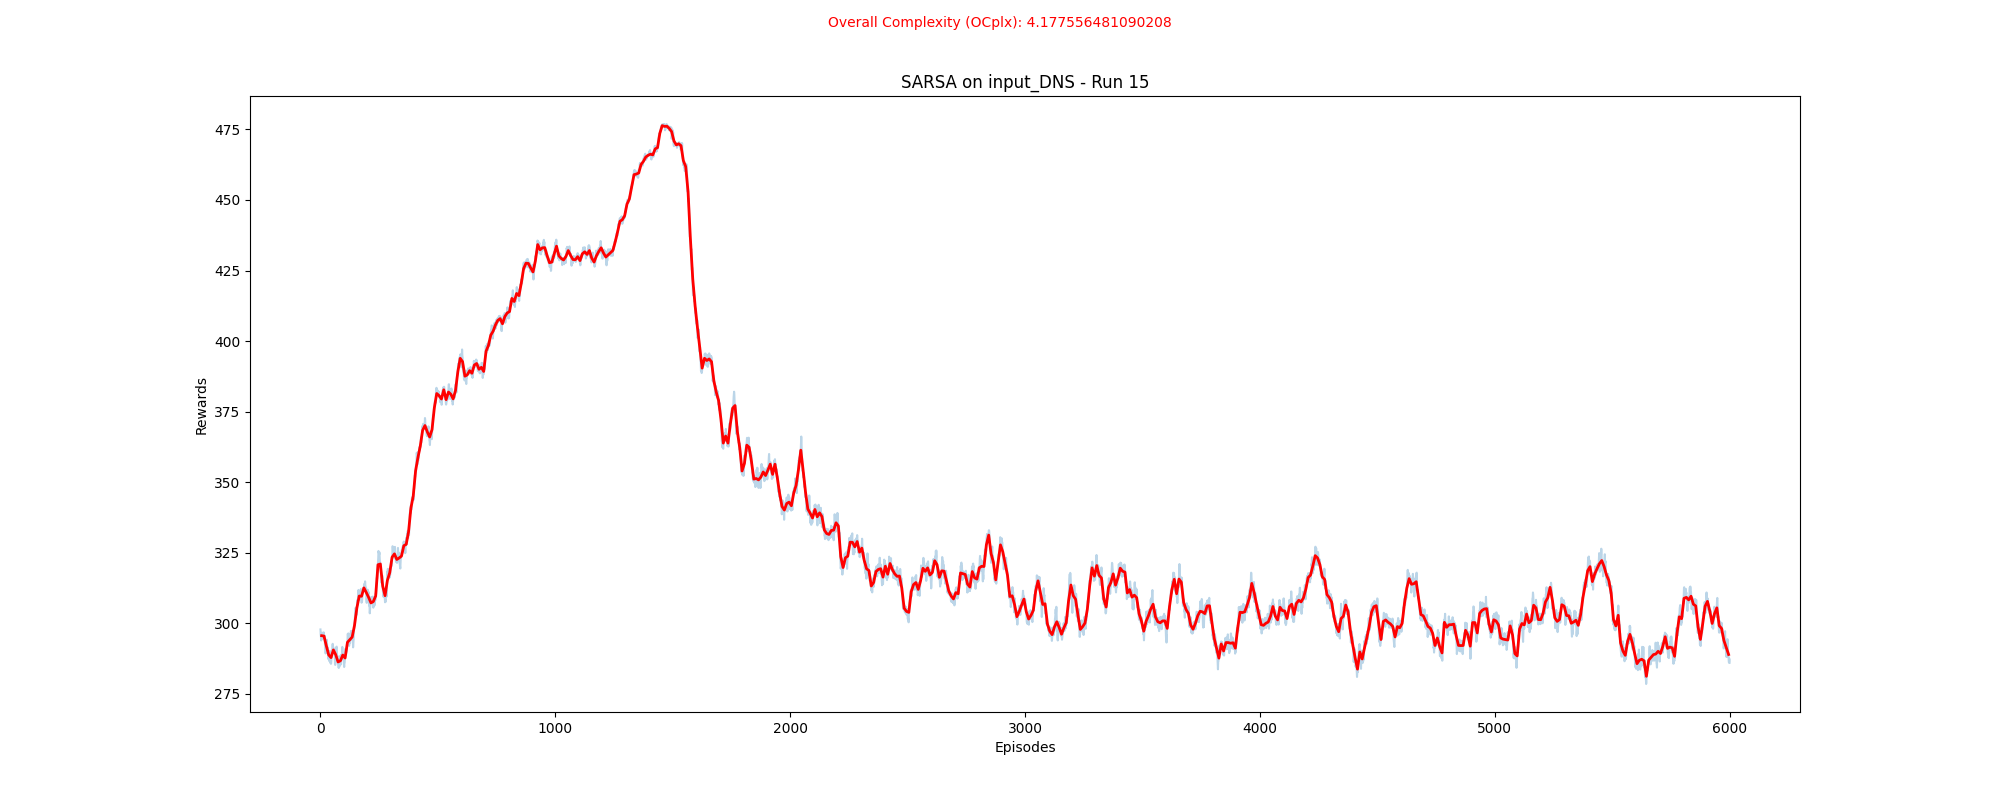 Overall Complexity (OCplx): 4.177556481090208
SARSA on input_DNS - Run 15
475
450
425
400
375
350
325
300
275
Rewards
0 1000 2000 3000 4000 5000 6000
Episodes